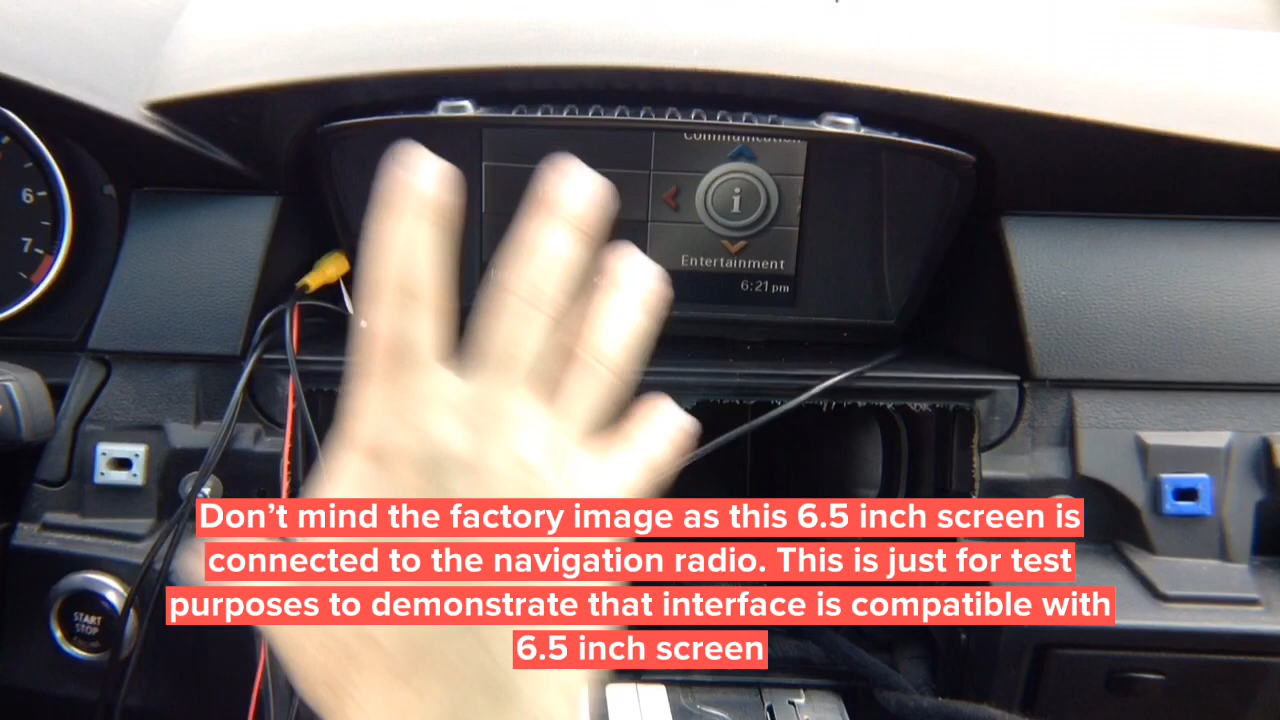 Communication
6
i
7
Entertainment
6:21 pm
Don't mind the factory image as this 6.5 inch screen is
connected to the navigation radio. This is just for test
purposes to demonstrate that interface is compatible with
6.5 inch screen
START
STOP